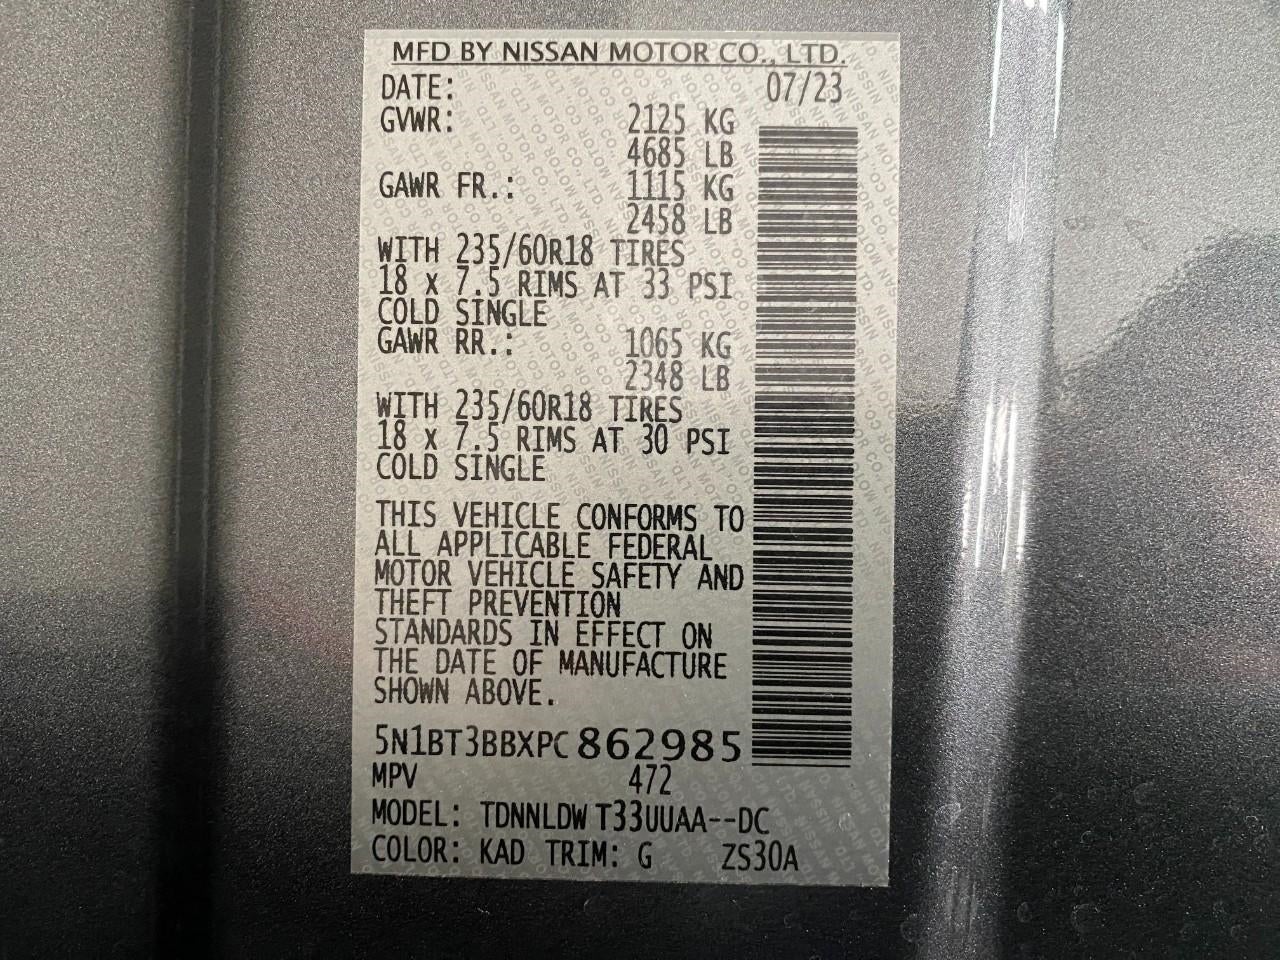 MFD BY NISSAN MOTOR CO., LTD.
DATE: 07/23
GVWR: 2125 KG
4685 LB
GAWR FR.: 1115 KG
2458 LB
WITH 235/60R18 TIRES
18 x 7.5 RIMS AT 33 PSI
COLD SINGLE
GAWR RR.: 1065 KG
2348 LB
WITH 235/60R18 TIRES
18 x 7.5 RIMS AT 30 PSI
COLD SINGLE
THIS VEHICLE CONFORMS TO
ALL APPLICABLE FEDERAL
MOTOR VEHICLE SAFETY AND
THEFT PREVENTION
STANDARDS IN EFFECT ON
THE DATE OF MANUFACTURE
SHOWN ABOVE.
5N1BT3BBXPC862985
MPV 472
MODEL: TDNNLDW T33UUAA--DC
COLOR: KAD TRIM: G ZS30A